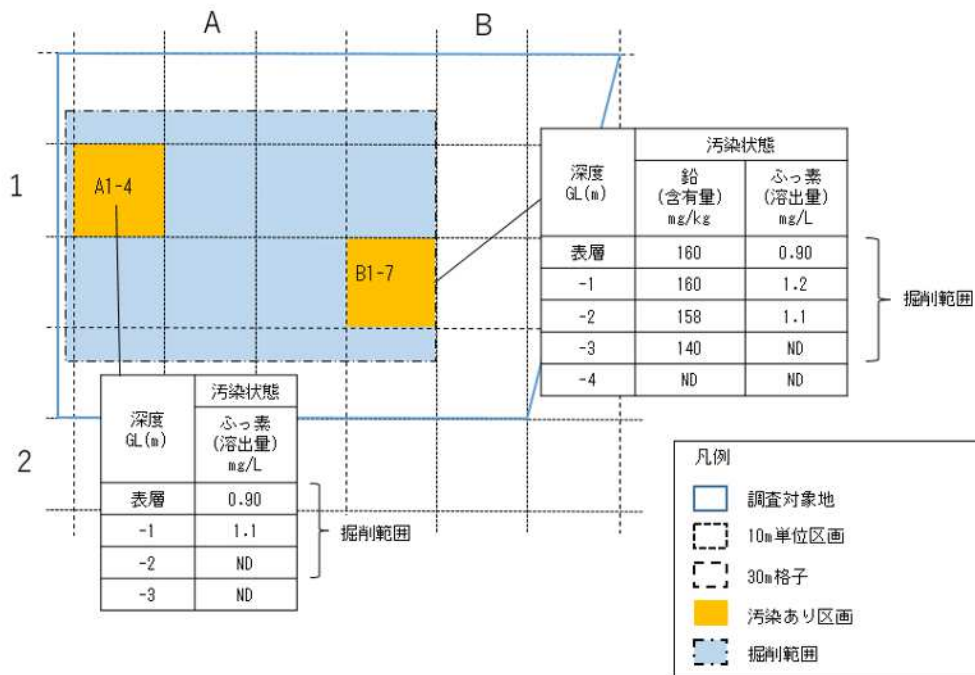 A B
1
2
A1-4
B1-7
深度
GL(m)
汚染状態
鉛
(含有量)
mg/kg
ふっ素
(溶出量)
mg/L
表層 160 0.90
-1 160 1.2
-2 158 1.1
-3 140 ND
-4 ND ND
掘削範囲
深度
GL(m)
汚染状態
ふっ素
(溶出量)
mg/L
表層 0.90
-1 1.1
-2 ND
-3 ND
掘削範囲
凡例
調査対象地
10m単位区画
30m格子
汚染あり区画
掘削範囲